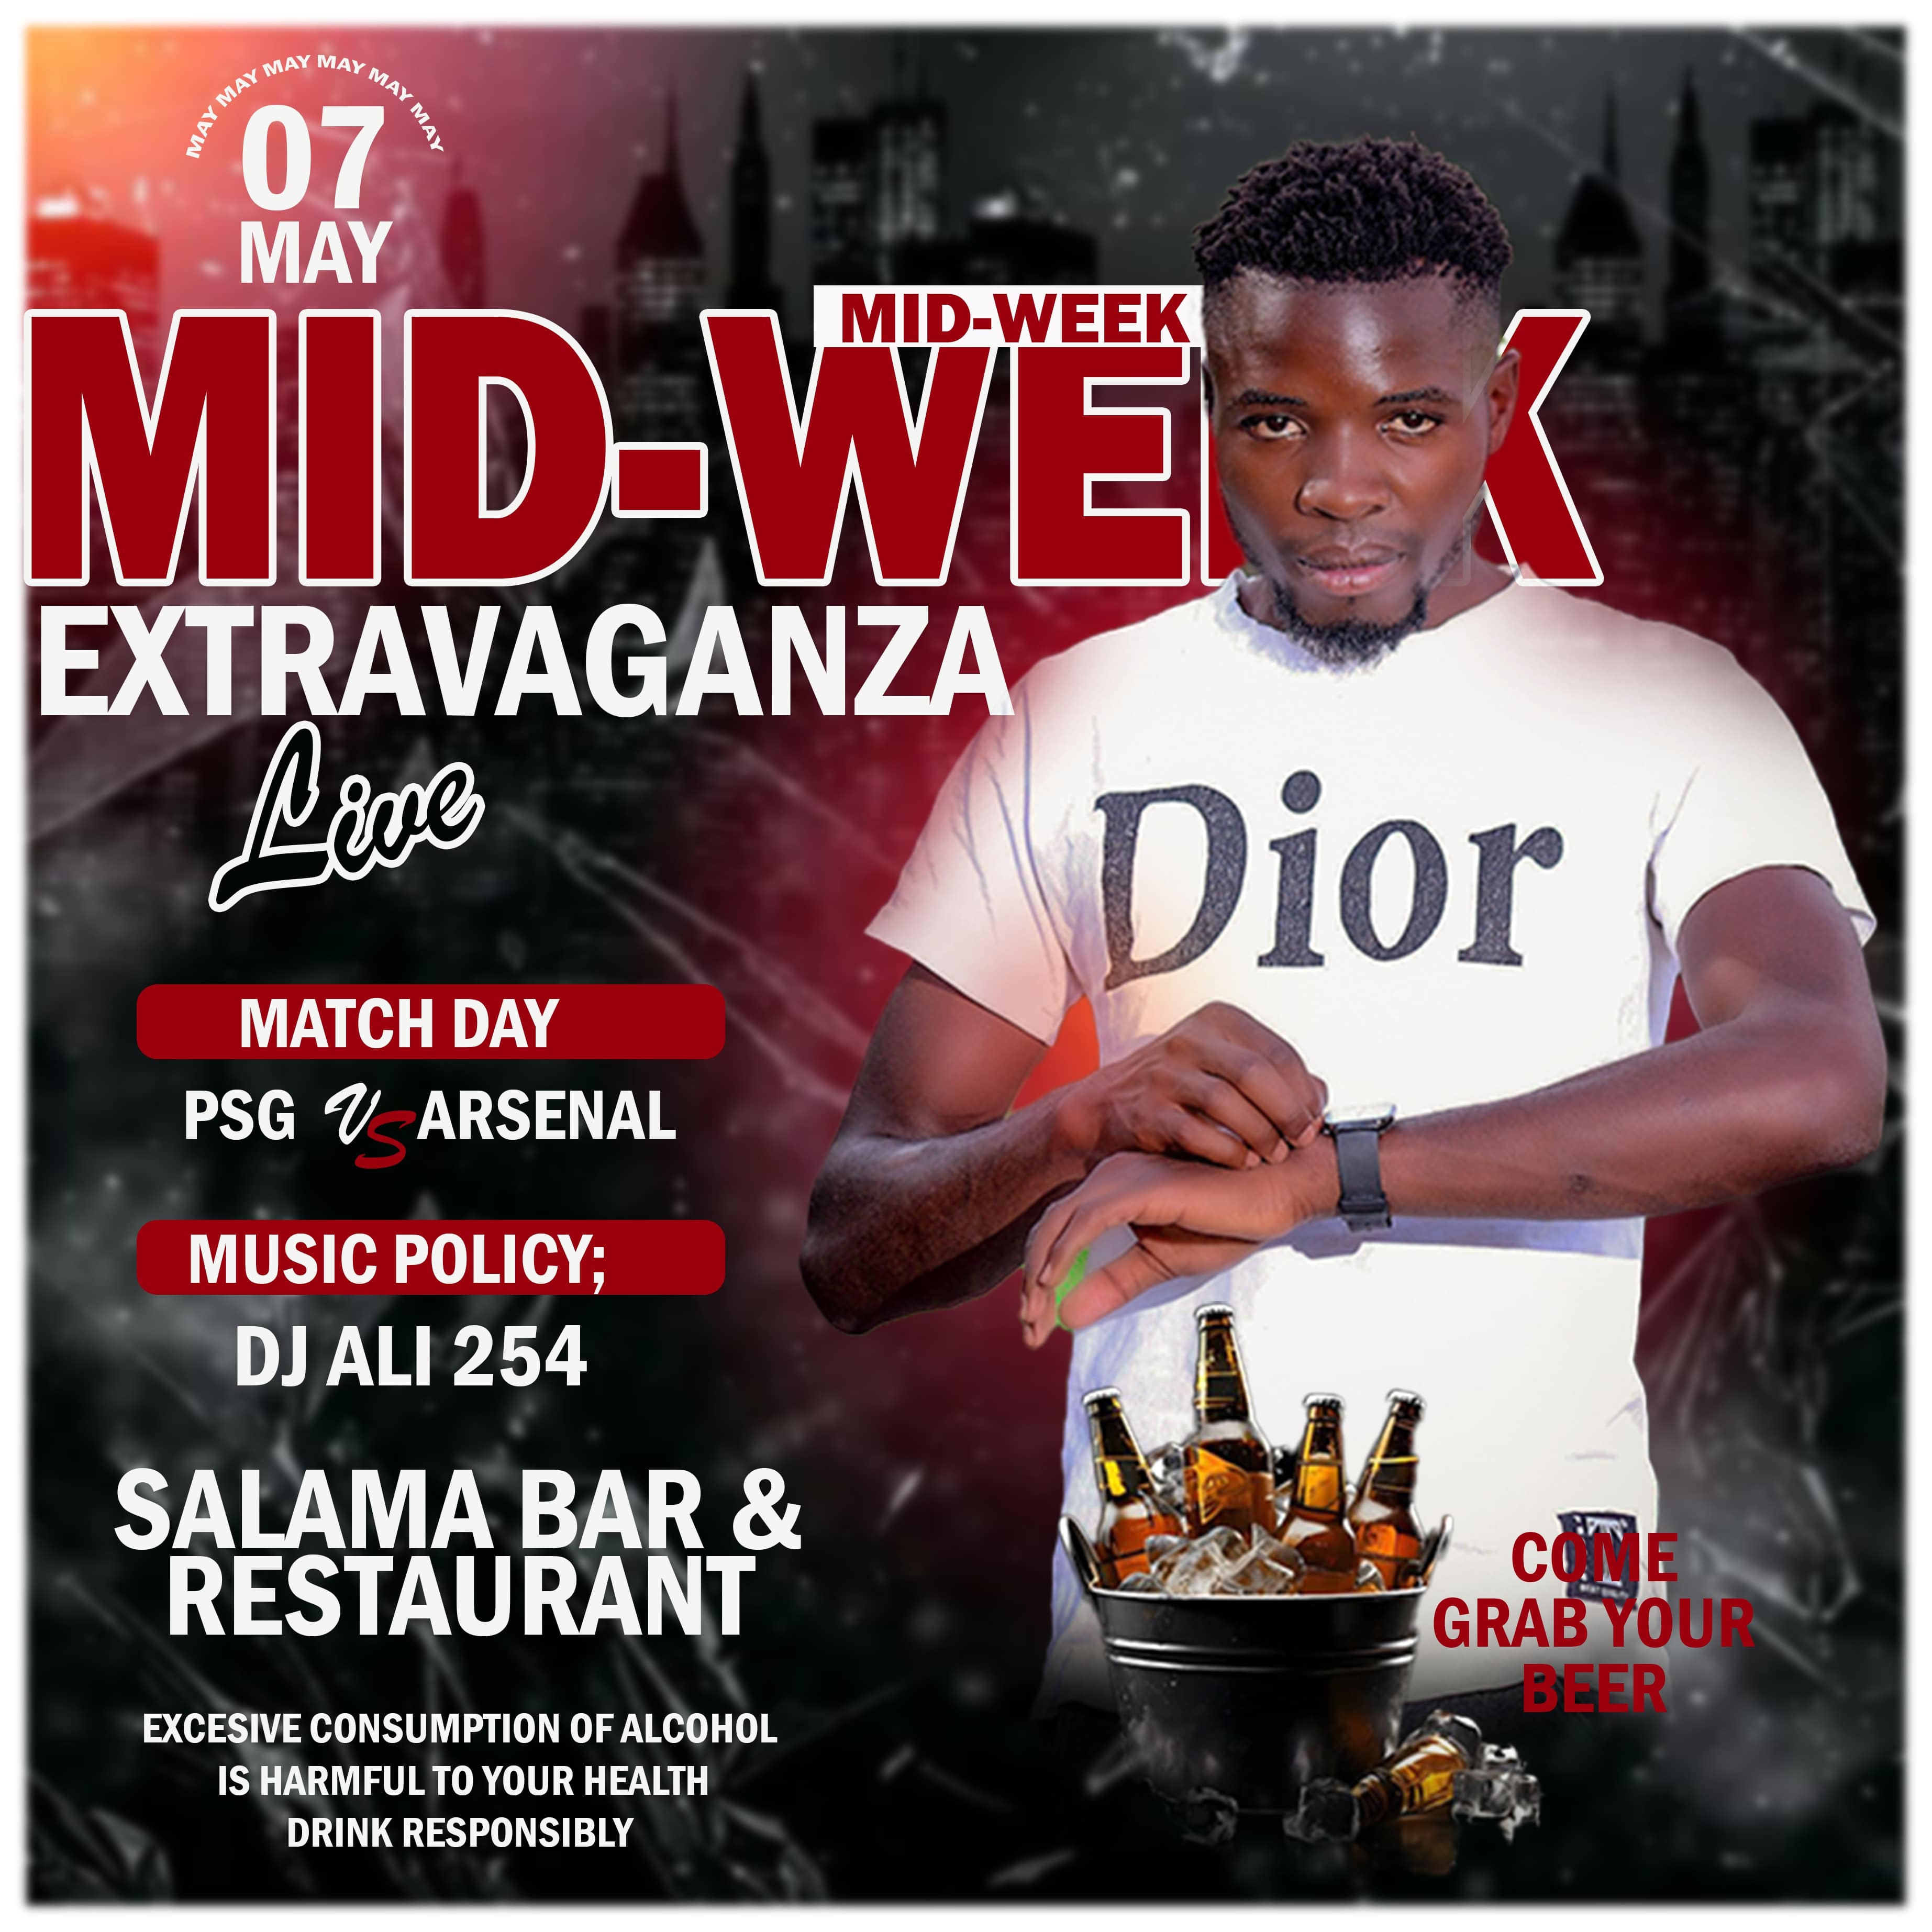 MAY MAY MAY MAY MAY MAY
07
MAY
MID-WEEK
MID-WEEK
EXTRAVAGANZA
Live
Dior
MATCH DAY
PSG VS ARSENAL
MUSIC POLICY;
DJ ALI 254
SALAMA BAR &
RESTAURANT
COME
GRAB YOUR
BEER
EXCESIVE CONSUMPTION OF ALCOHOL
IS HARMFUL TO YOUR HEALTH
DRINK RESPONSIBLY